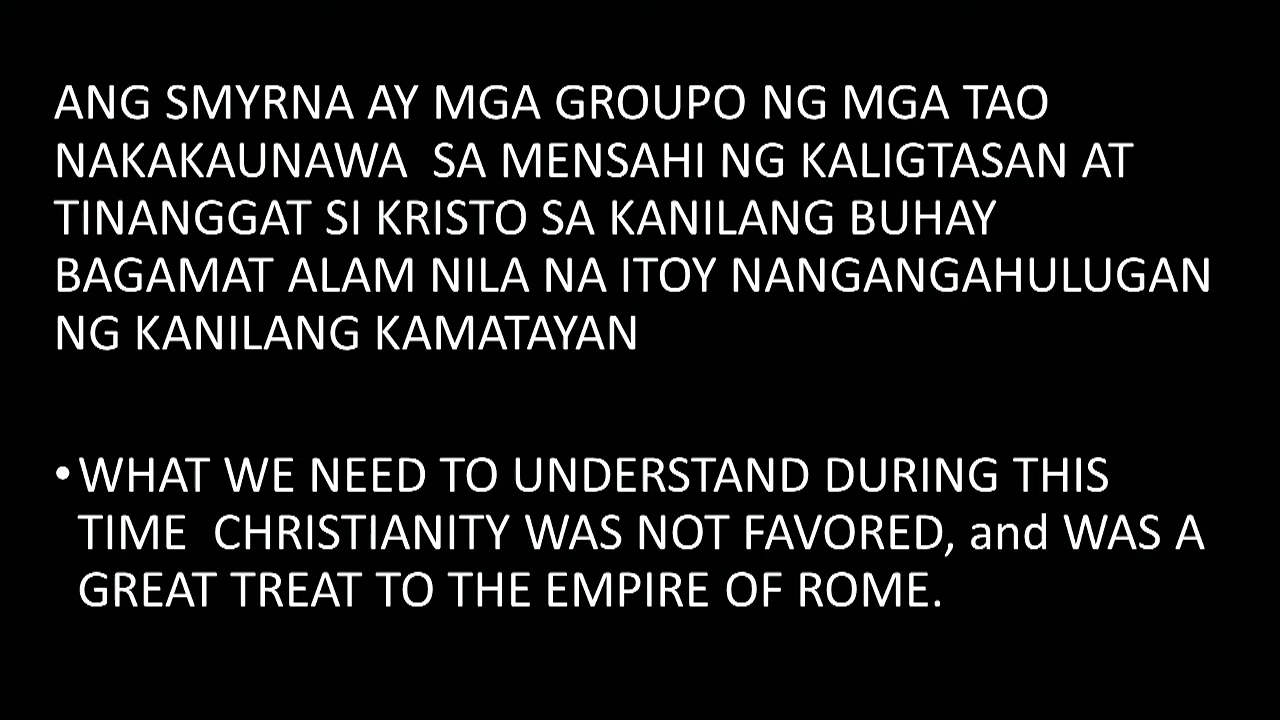 ANG SMYRNA AY MGA GROUPO NG MGA TAO
NAKAKAUNAWA  SA MENSAHI NG KALIGTASAN AT
TINANGGAT SI KRISTO SA KANILANG BUHAY
BAGAMAT ALAM NILA NA ITOY NANGANGAHULUGAN
NG KANILANG KAMATAYAN
• WHAT WE NEED TO UNDERSTAND DURING THIS
TIME  CHRISTIANITY WAS NOT FAVORED, and WAS A
GREAT TREAT TO THE EMPIRE OF ROME.